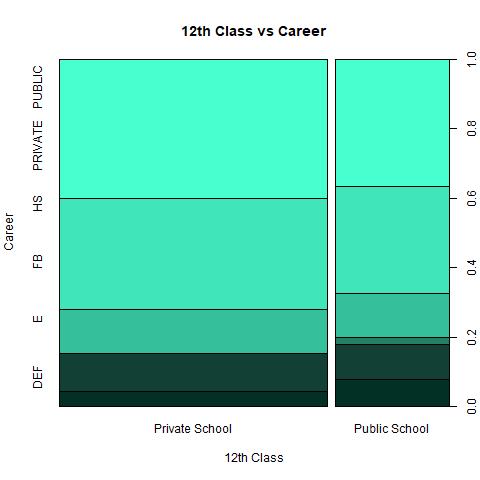 12th Class vs Career
PUBLIC
PRIVATE
HS
FB
E
DEF
Career
1.0
0.8
0.6
0.4
0.2
0.0
Private School
Public School
12th Class